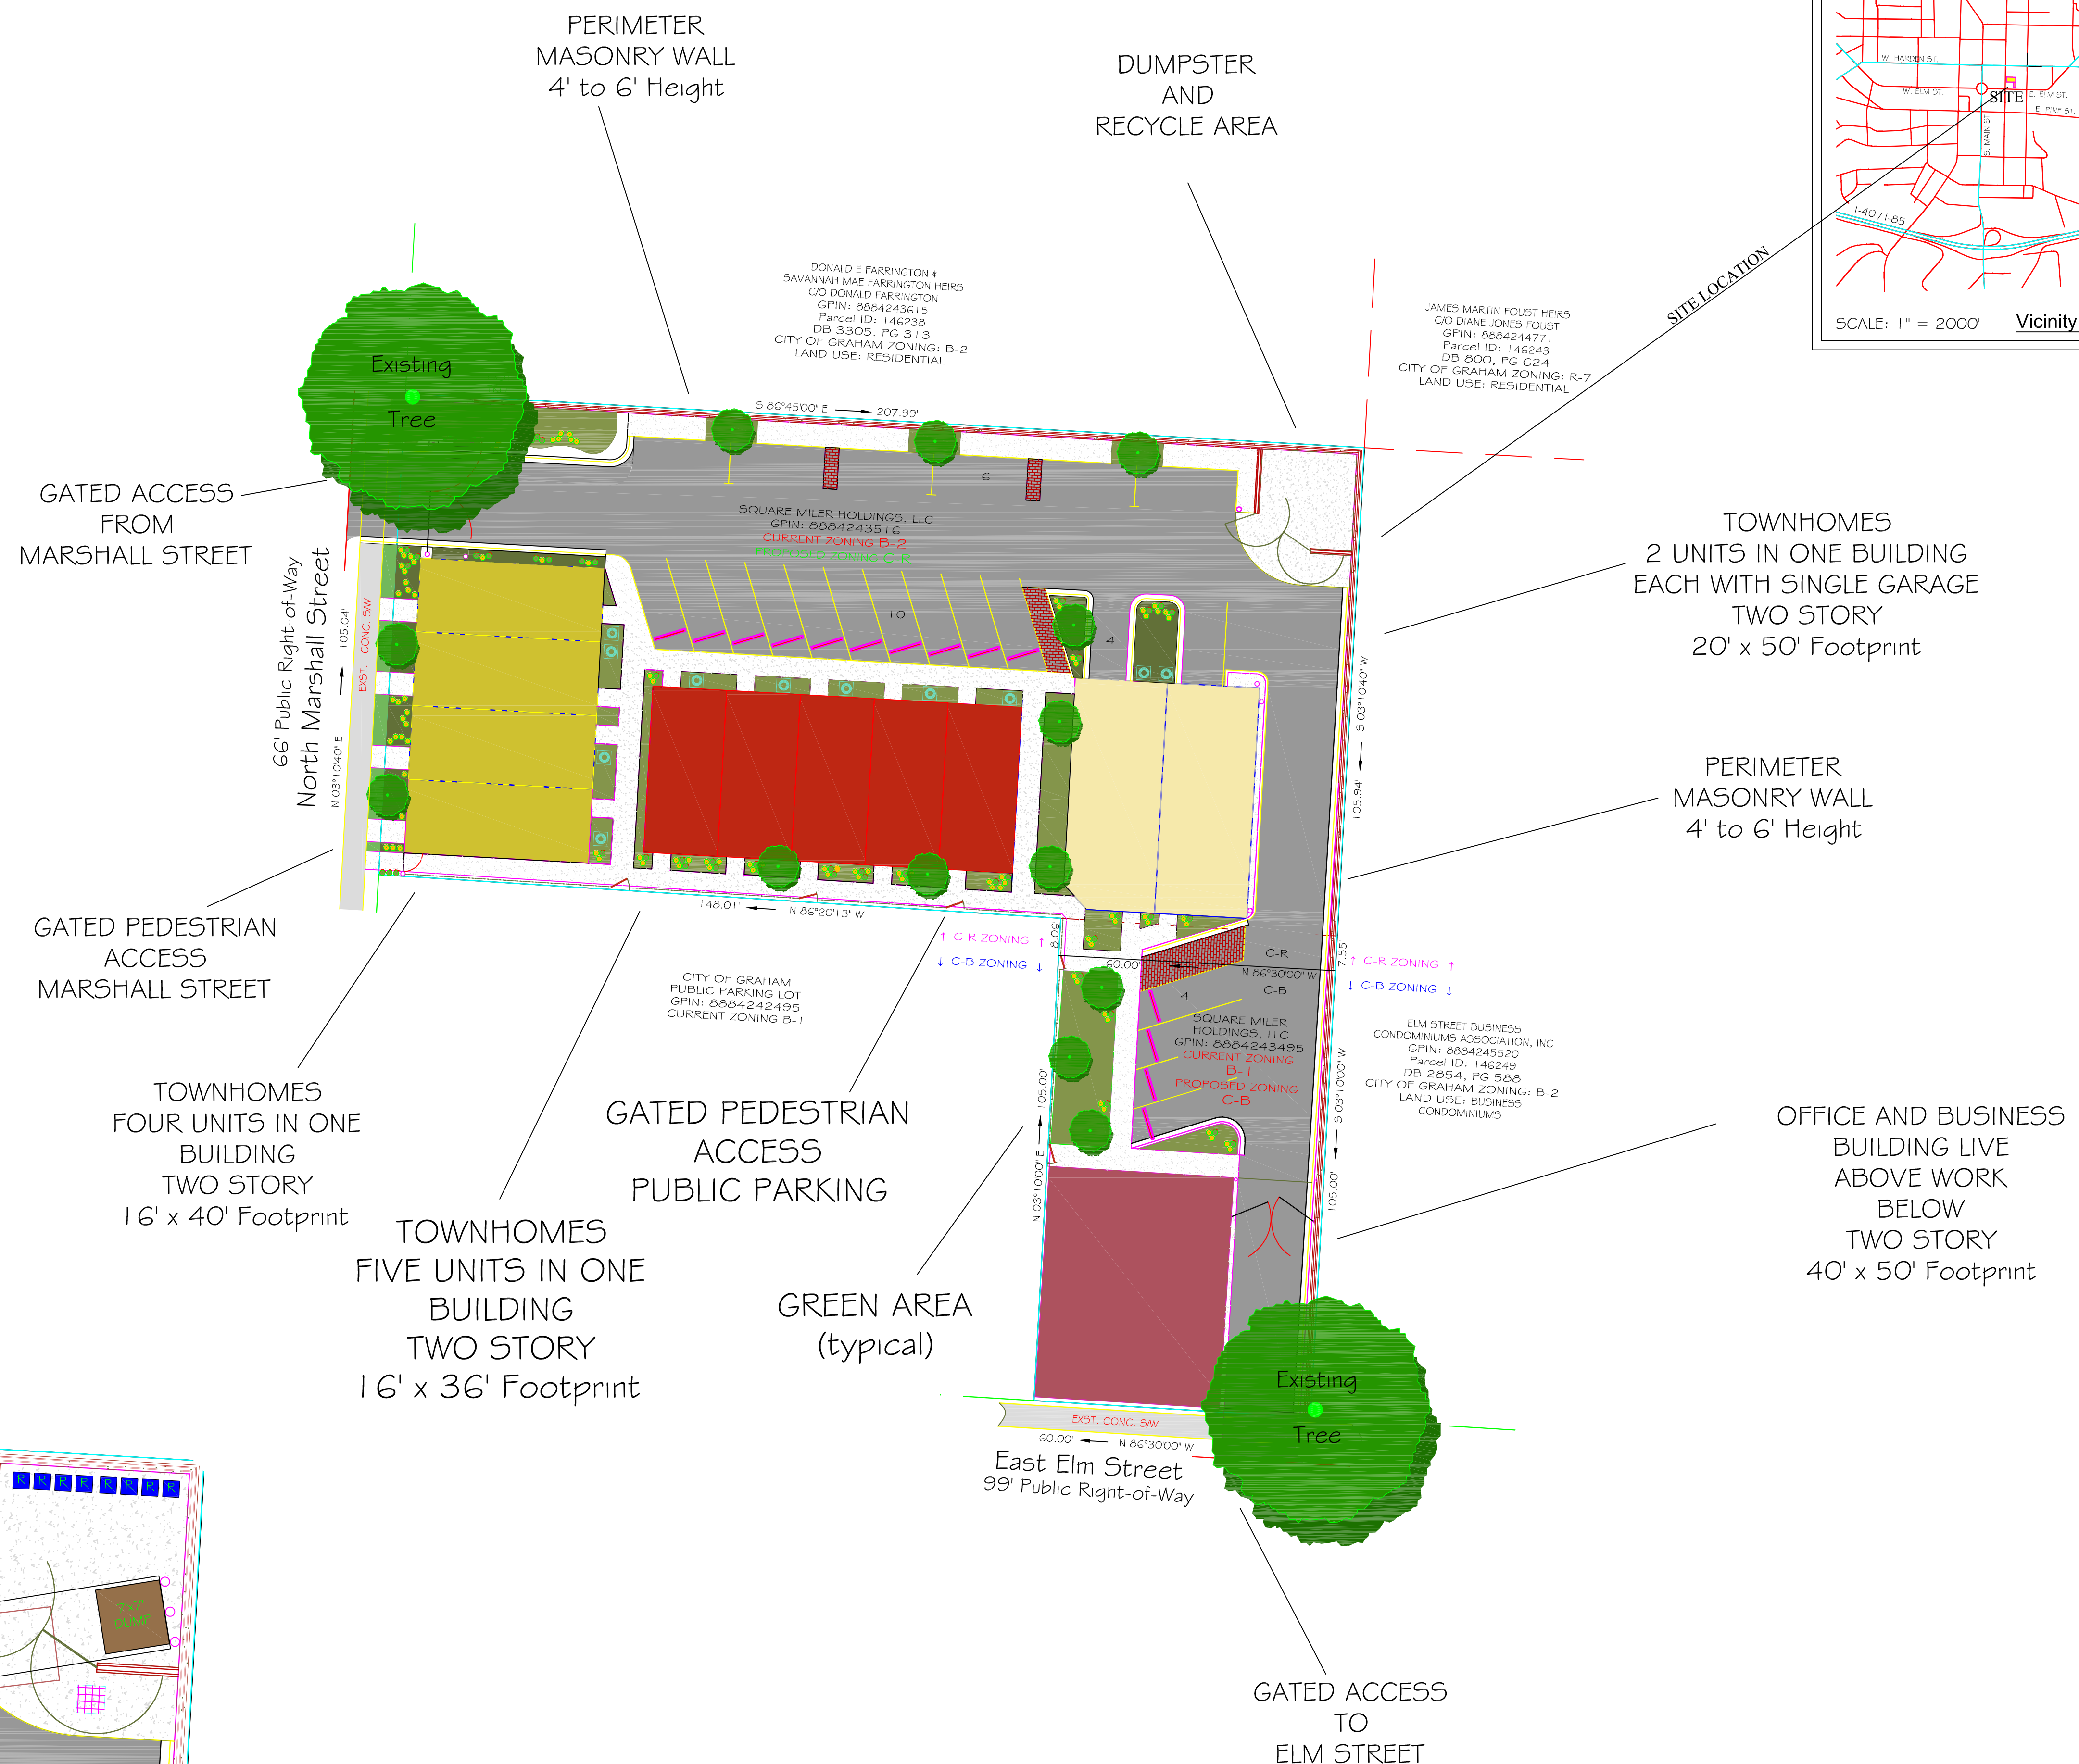 PERIMETER
MASONRY WALL
4' to 6' Height
DUMPSTER
AND
RECYCLE AREA
W. HARDEN ST.
W. ELM ST.
SITE
E. ELM ST.
E. PINE ST.
S. MAIN ST.
I-40 / I-85
SCALE: 1" = 2000'
Vicinity
SITE LOCATION
DONALD E FARRINGTON &
SAVANNAH MAE FARRINGTON HEIRS
C/O DONALD FARRINGTON
GPIN: 8884243615
Parcel ID: 146238
DB 3305, PG 313
CITY OF GRAHAM ZONING: B-2
LAND USE: RESIDENTIAL
JAMES MARTIN FOUST HEIRS
C/O DIANE JONES FOUST
GPIN: 8884244771
Parcel ID: 146243
DB 800, PG 624
CITY OF GRAHAM ZONING: R-7
LAND USE: RESIDENTIAL
Existing
Tree
S 86°45'00" E
207.99'
GATED ACCESS
FROM
MARSHALL STREET
6
SQUARE MILER HOLDINGS, LLC
GPIN: 8884243516
CURRENT ZONING B-2
PROPOSED ZONING C-R
TOWNHOMES
2 UNITS IN ONE BUILDING
EACH WITH SINGLE GARAGE
TWO STORY
20' x 50' Footprint
66' Public Right-of-Way
North Marshall Street
N 03°10'40" E
105.04'
EXST. CONC. S/W
10
4
S 03°10'40" W
105.94'
PERIMETER
MASONRY WALL
4' to 6' Height
GATED PEDESTRIAN
ACCESS
MARSHALL STREET
148.01'
N 86°20'13" W
↑ C-R ZONING ↑
↓ C-B ZONING ↓
8.06'
60.00'
N 86°30'00" W
C-R
C-B
7.55'
↑ C-R ZONING ↑
↓ C-B ZONING ↓
CITY OF GRAHAM
PUBLIC PARKING LOT
GPIN: 8884242495
CURRENT ZONING B-1
4
SQUARE MILER
HOLDINGS, LLC
GPIN: 8884243495
CURRENT ZONING
B-1
PROPOSED ZONING
C-B
ELM STREET BUSINESS
CONDOMINIUMS ASSOCIATION, INC
GPIN: 8884245520
Parcel ID: 146249
DB 2854, PG 588
CITY OF GRAHAM ZONING: B-2
LAND USE: BUSINESS
CONDOMINIUMS
N 03°10'00" E
105.00'
S 03°10'00" W
105.00'
TOWNHOMES
FOUR UNITS IN ONE
BUILDING
TWO STORY
16' x 40' Footprint
GATED PEDESTRIAN
ACCESS
PUBLIC PARKING
OFFICE AND BUSINESS
BUILDING LIVE
ABOVE WORK
BELOW
TWO STORY
40' x 50' Footprint
TOWNHOMES
FIVE UNITS IN ONE
BUILDING
TWO STORY
16' x 36' Footprint
GREEN AREA
(typical)
Existing
Tree
EXST. CONC. S/W
60.00'
N 86°30'00" W
East Elm Street
99' Public Right-of-Way
R R R R R R R R
7'x7'
DUMP
GATED ACCESS
TO
ELM STREET